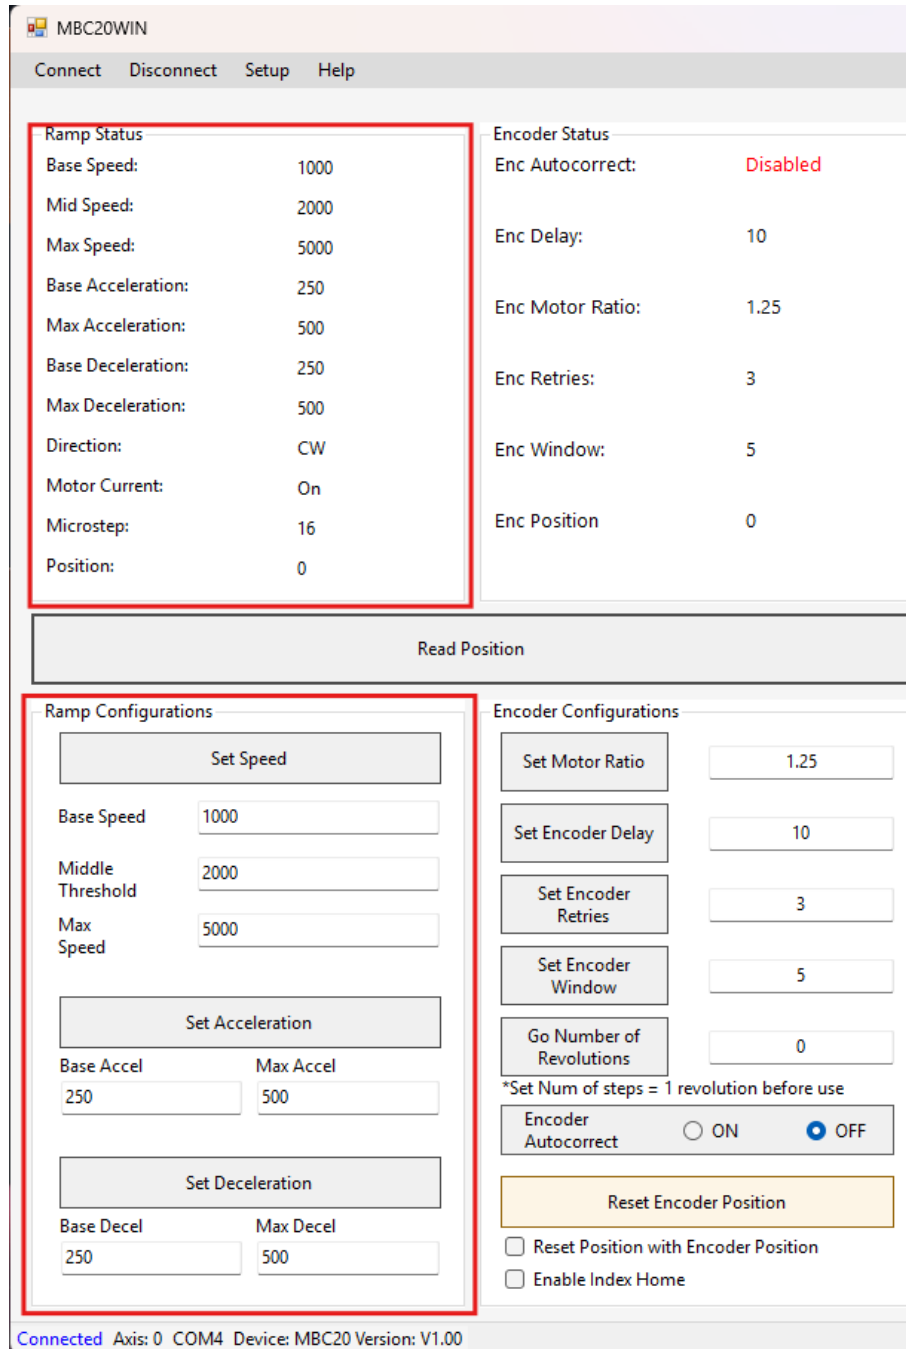 MBC20WIN
Connect Disconnect Setup Help
Ramp Status
Base Speed: 1000
Mid Speed: 2000
Max Speed: 5000
Base Acceleration: 250
Max Acceleration: 500
Base Deceleration: 250
Max Deceleration: 500
Direction: CW
Motor Current: On
Microstep: 16
Position: 0
Encoder Status
Enc Autocorrect: Disabled
Enc Delay: 10
Enc Motor Ratio: 1.25
Enc Retries: 3
Enc Window: 5
Enc Position 0
Read Position
Ramp Configurations
Set Speed
Base Speed 1000
Middle
Threshold 2000
Max
Speed 5000
Set Acceleration
Base Accel Max Accel
250 500
Set Deceleration
Base Decel Max Decel
250 500
Encoder Configurations
Set Motor Ratio 1.25
Set Encoder Delay 10
Set Encoder
Retries 3
Set Encoder
Window 5
Go Number of
Revolutions 0
*Set Num of steps = 1 revolution before use
Encoder
Autocorrect ON OFF
Reset Encoder Position
Reset Position with Encoder Position
Enable Index Home
Connected Axis: 0 COM4 Device: MBC20 Version: V1.00